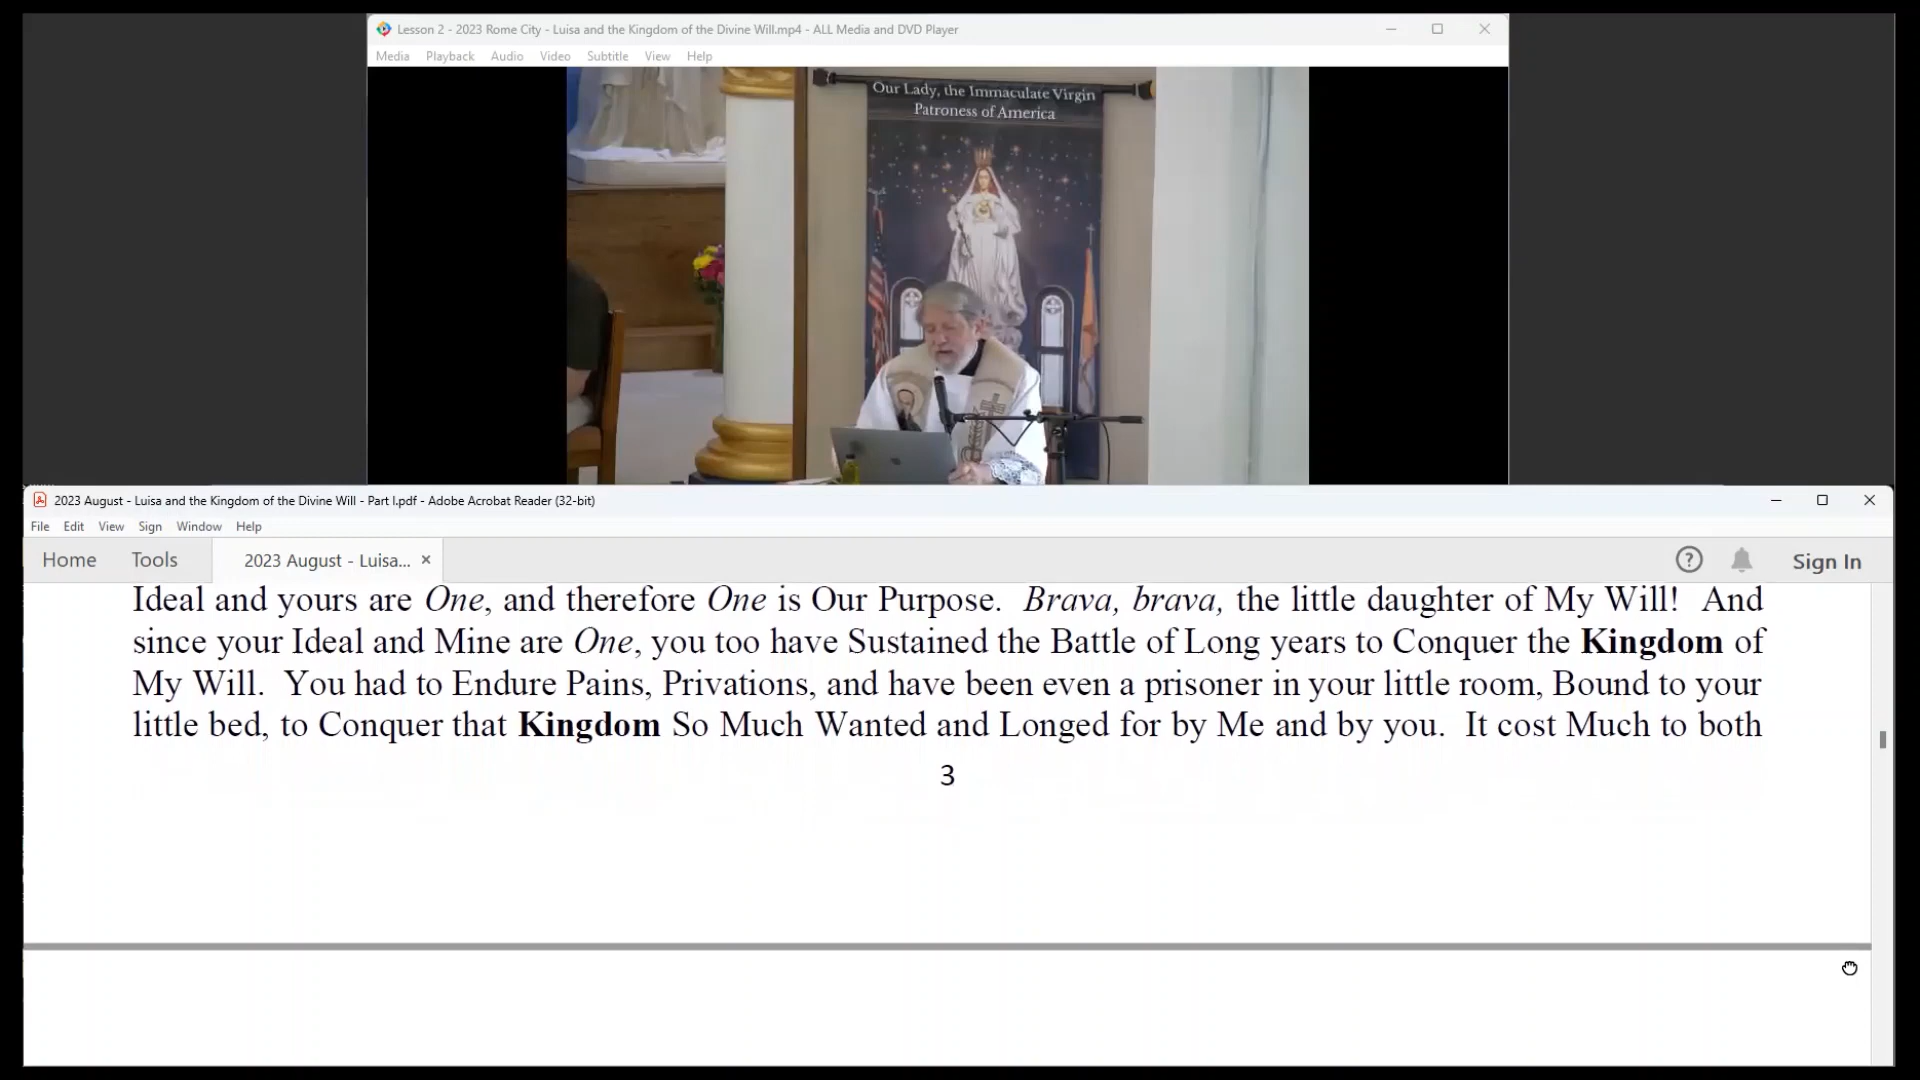 Lesson 2 - 2023 Rome City - Luisa and the Kingdom of the Divine Will.mp4 - ALL Media and DVD Player
Media Playback Audio Video Subtitle View Help
Our Lady, the Immaculate Virgin
Patroness of America
2023 August - Luisa and the Kingdom of the Divine Will - Part I.pdf - Adobe Acrobat Reader (32-bit)
File Edit View Sign Window Help
Home Tools 2023 August - Luisa... × Sign In
Ideal and yours are One, and therefore One is Our Purpose. Brava, brava, the little daughter of My Will! And
since your Ideal and Mine are One, you too have Sustained the Battle of Long years to Conquer the Kingdom of
My Will. You had to Endure Pains, Privations, and have been even a prisoner in your little room, Bound to your
little bed, to Conquer that Kingdom So Much Wanted and Longed for by Me and by you. It cost Much to both
3